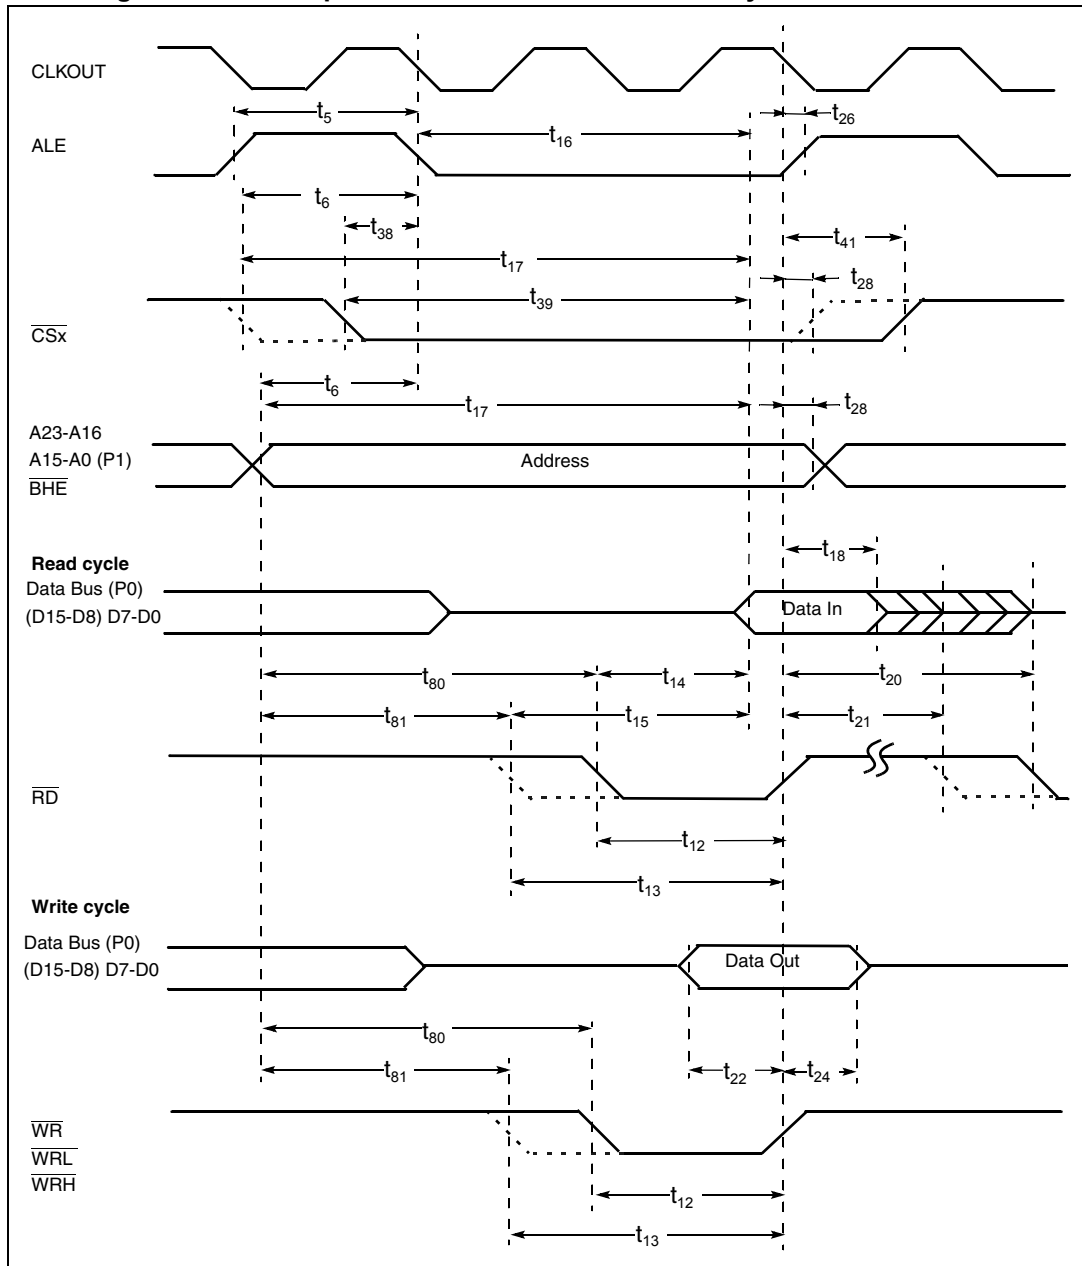 CLKOUT
t5
t26
ALE
t16
t6
t38
t41
t17
t28
t39
CSx
t6
t17
t28
A23-A16
A15-A0 (P1)
Address
BHE
t18
Read cycle
Data Bus (P0)
(D15-D8) D7-D0
Data In
t80
t14
t20
t81
t15
t21
RD
t12
t13
Write cycle
Data Bus (P0)
(D15-D8) D7-D0
Data Out
t80
t81
t22
t24
WR
WRL
WRH
t12
t13